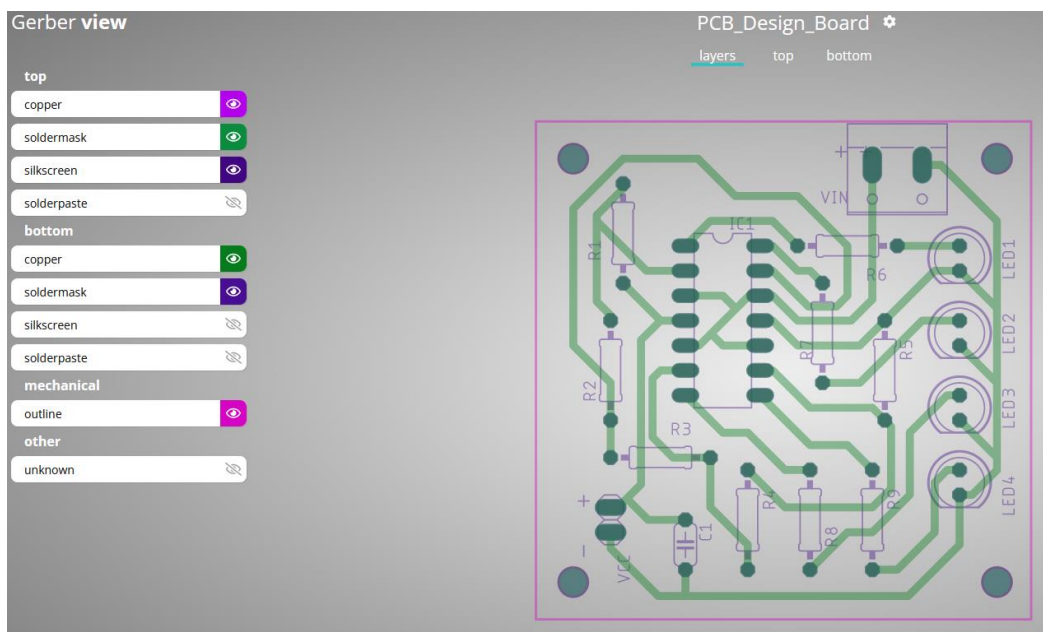 Gerber view
PCB_Design_Board
layers top bottom
top
copper
soldermask
silkscreen
solderpaste
bottom
copper
soldermask
silkscreen
solderpaste
mechanical
outline
other
unknown
+
VIN
IC1
R1
R6
LED1
LED2
R7
R5
R2
LED3
R3
LED4
R4
R9
+
C1
R8
-
VCC